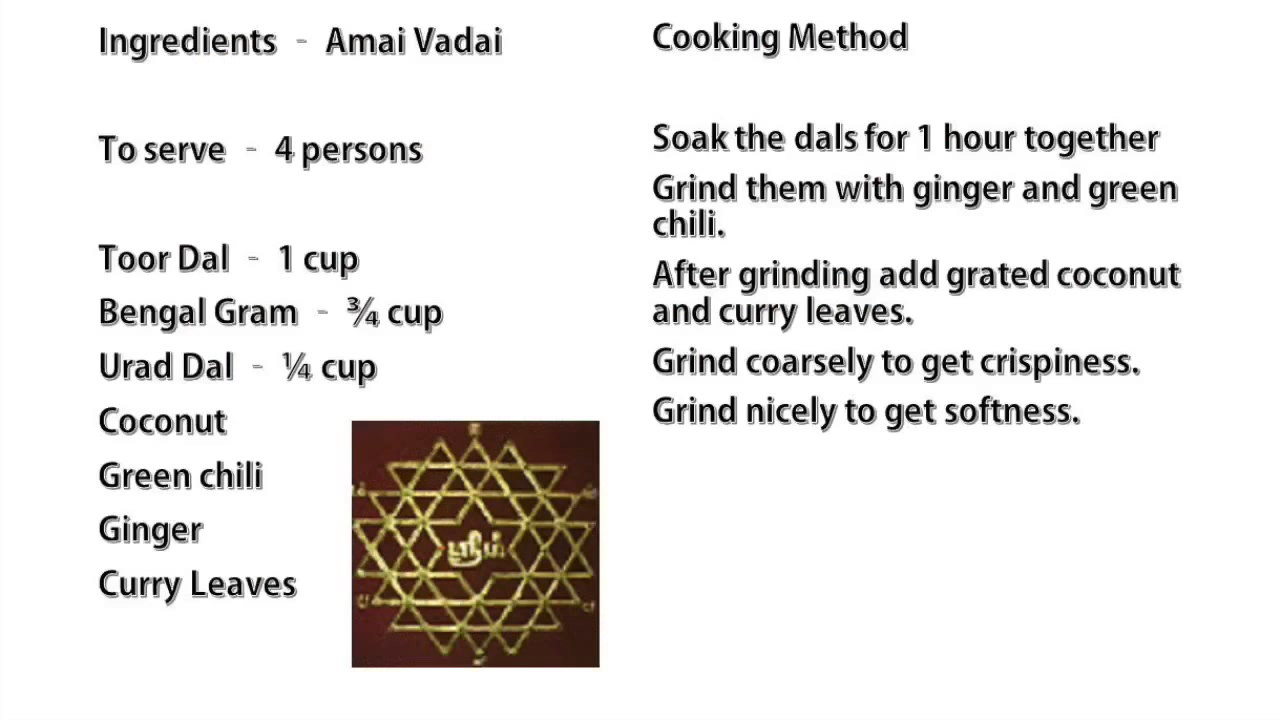 Ingredients - Amai Vadai
To serve - 4 persons
Toor Dal - 1 cup
Bengal Gram - ¾ cup
Urad Dal - ¼ cup
Coconut
Green chili
Ginger
Curry Leaves
ஸ்ரீம்
Cooking Method
Soak the dals for 1 hour together
Grind them with ginger and green
chili.
After grinding add grated coconut
and curry leaves.
Grind coarsely to get crispiness.
Grind nicely to get softness.